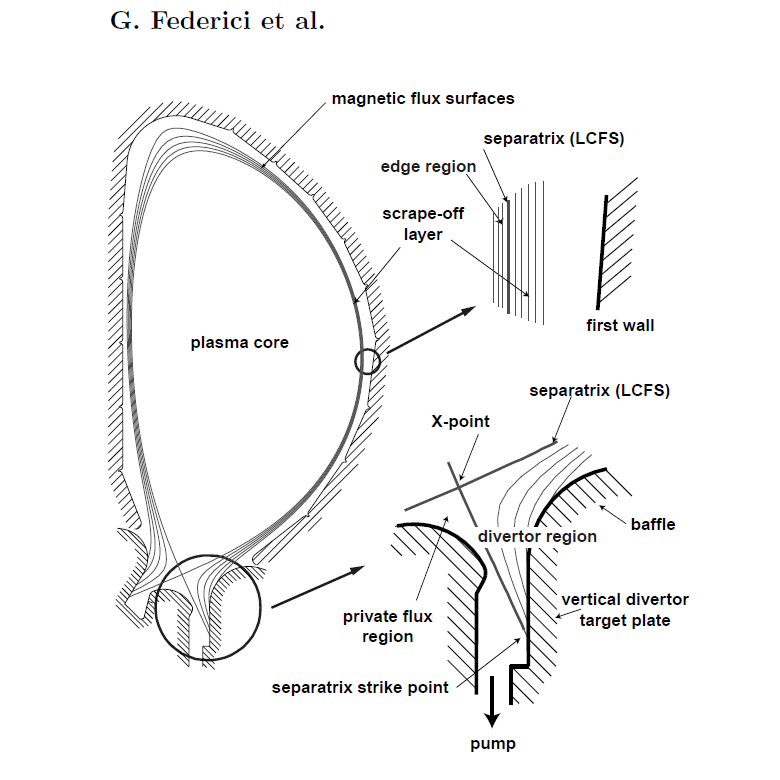 G. Federici et al.
magnetic flux surfaces
separatrix (LCFS)
edge region
scrape-off
layer
plasma core
first wall
separatrix (LCFS)
X-point
baffle
divertor region
vertical divertor
target plate
private flux
region
separatrix strike point
pump